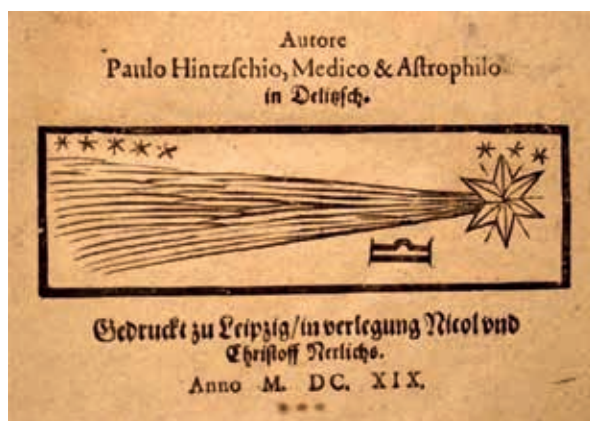 Autore
Paulo Hintzſchio, Medico & Aſtrophilo
in Delitzſch.
Gedruckt zu Leipzig/in verlegung Nicol vnd
Chriſtoff Nerlichs.
Anno M. DC. XIX.